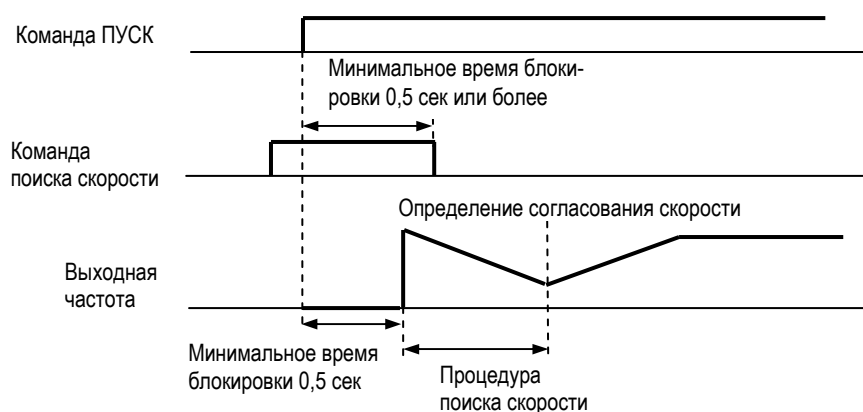 Команда ПУСК
Минимальное время блоки-
ровки 0,5 сек или более
Команда
поиска скорости
Определение согласования скорости
Выходная
частота
Минимальное время
блокировки 0,5 сек
Процедура
поиска скорости